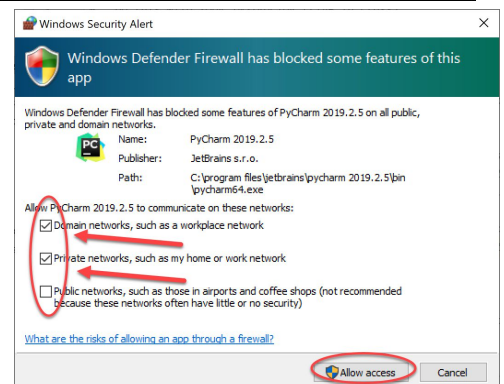 Windows Security Alert
Windows Defender Firewall has blocked some features of this
app
Windows Defender Firewall has blocked some features of PyCharm 2019.2.5 on all public,
private and domain networks.
PC
Name: PyCharm 2019.2.5
Publisher: JetBrains s.r.o.
Path: C:\program files\jetbrains\pycharm 2019.2.5\bin
\pycharm64.exe
Allow PyCharm 2019.2.5 to communicate on these networks:
Domain networks, such as a workplace network
Private networks, such as my home or work network
Public networks, such as those in airports and coffee shops (not recommended
because these networks often have little or no security)
What are the risks of allowing an app through a firewall?
Allow access Cancel